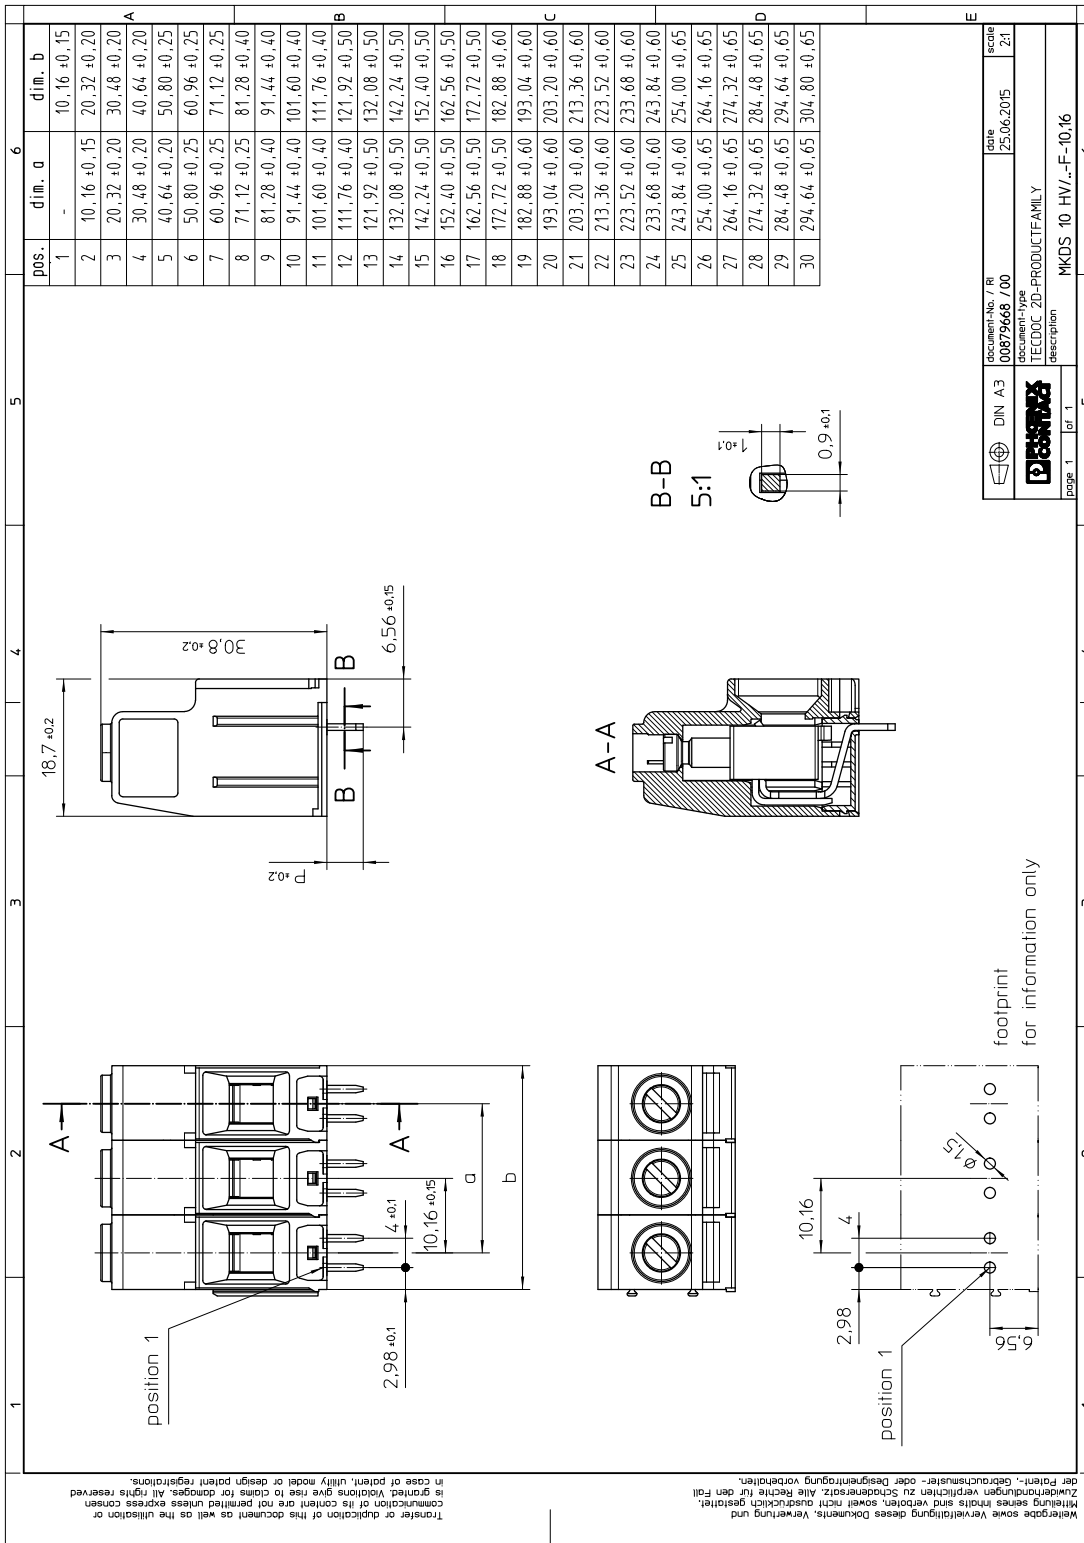 1
2
3
4
5
6
A
B
C
D
E
pos. dim. a dim. b
1 - 10,16 ±0,15
2 10,16 ±0,15 20,32 ±0,20
3 20,32 ±0,20 30,48 ±0,20
4 30,48 ±0,20 40,64 ±0,20
5 40,64 ±0,20 50,80 ±0,25
6 50,80 ±0,25 60,96 ±0,25
7 60,96 ±0,25 71,12 ±0,25
8 71,12 ±0,25 81,28 ±0,40
9 81,28 ±0,40 91,44 ±0,40
10 91,44 ±0,40 101,60 ±0,40
11 101,60 ±0,40 111,76 ±0,40
12 111,76 ±0,40 121,92 ±0,50
13 121,92 ±0,50 132,08 ±0,50
14 132,08 ±0,50 142,24 ±0,50
15 142,24 ±0,50 152,40 ±0,50
16 152,40 ±0,50 162,56 ±0,50
17 162,56 ±0,50 172,72 ±0,50
18 172,72 ±0,50 182,88 ±0,60
19 182,88 ±0,60 193,04 ±0,60
20 193,04 ±0,60 203,20 ±0,60
21 203,20 ±0,60 213,36 ±0,60
22 213,36 ±0,60 223,52 ±0,60
23 223,52 ±0,60 233,68 ±0,60
24 233,68 ±0,60 243,84 ±0,60
25 243,84 ±0,60 254,00 ±0,65
26 254,00 ±0,65 264,16 ±0,65
27 264,16 ±0,65 274,32 ±0,65
28 274,32 ±0,65 284,48 ±0,65
29 284,48 ±0,65 294,64 ±0,65
30 294,64 ±0,65 304,80 ±0,65
A
A
position 1
2,98 ±0,1
4 ±0,1
10,16 ±0,15
a
b
18,7 ±0,2
30,8 ±0,2
P ±0,2
6,56 ±0,15
B
B
A-A
B-B
5:1
1 ±0,1
0,9 ±0,1
10,16
4
2,98
ø1,5
6,56
position 1
footprint
for information only
DIN A3
document-No. / RI
00879668 /00
date
25.06.2015
scale
2:1
document-type
TECDOC 2D-PRODUCTFAMILY
PHOENIX
CONTACT
description
MKDS 10 HV/..-F-10,16
page 1 of 1
Transfer or duplication of this document as well as the utilisation or
communication of its content are not permitted unless express consen
is granted. Violations give rise to claims for damages. All rights reserved
in case of patent, utility model or design patent registrations.
Weitergabe sowie Vervielfältigung dieses Dokuments, Verwertung und
Mitteilung seines Inhalts sind verboten, soweit nicht ausdrücklich gestattet.
Zuwiderhandlungen verpflichten zu Schadenersatz. Alle Rechte für den Fall
der Patent-, Gebrauchsmuster- oder Designeintragung vorbehalten.